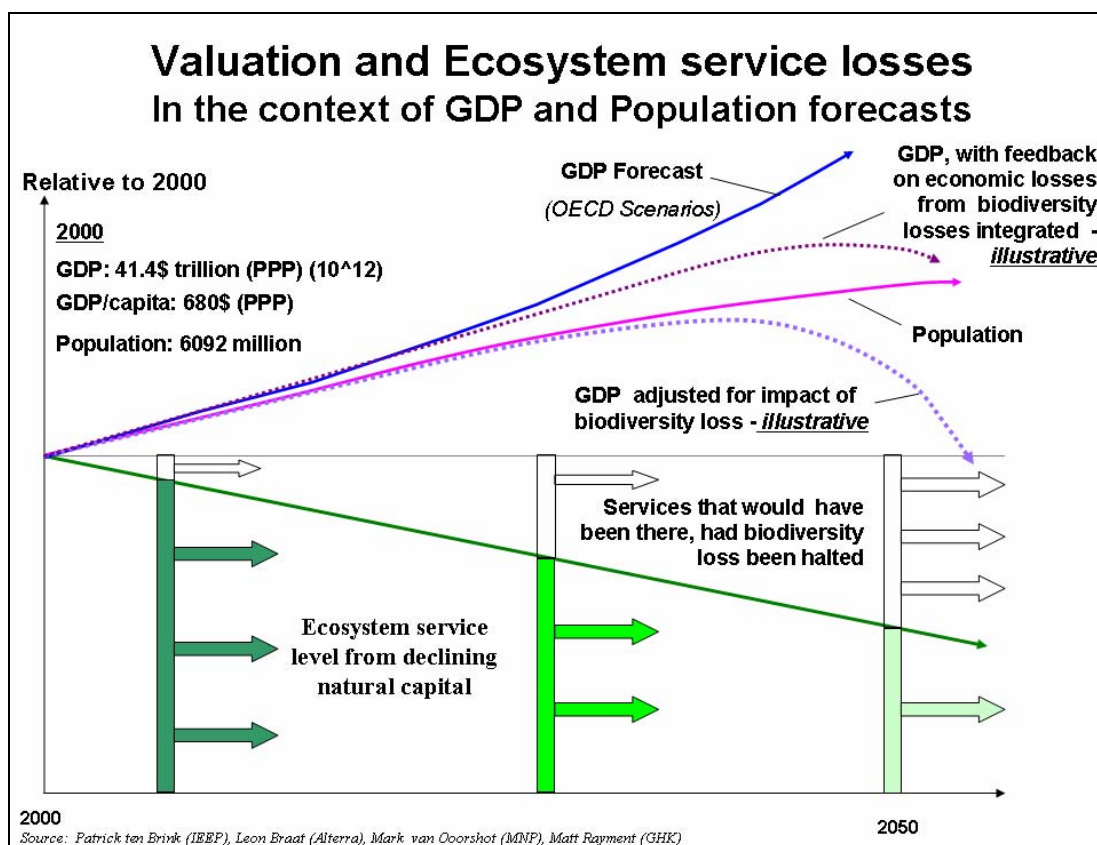 Valuation and Ecosystem service losses
In the context of GDP and Population forecasts
Relative to 2000
2000
GDP: 41.4$ trillion (PPP) (10^12)
GDP/capita: 680$ (PPP)
Population: 6092 million
GDP Forecast
(OECD Scenarios)
GDP, with feedback
on economic losses
from biodiversity
losses integrated -
illustrative
Population
GDP adjusted for impact of
biodiversity loss - illustrative
Services that would have
been there, had biodiversity
loss been halted
Ecosystem service
level from declining
natural capital
2000
2050
Source: Patrick ten Brink (IEEP), Leon Braat (Alterra), Mark van Ooorshot (MNP), Matt Rayment (GHK)